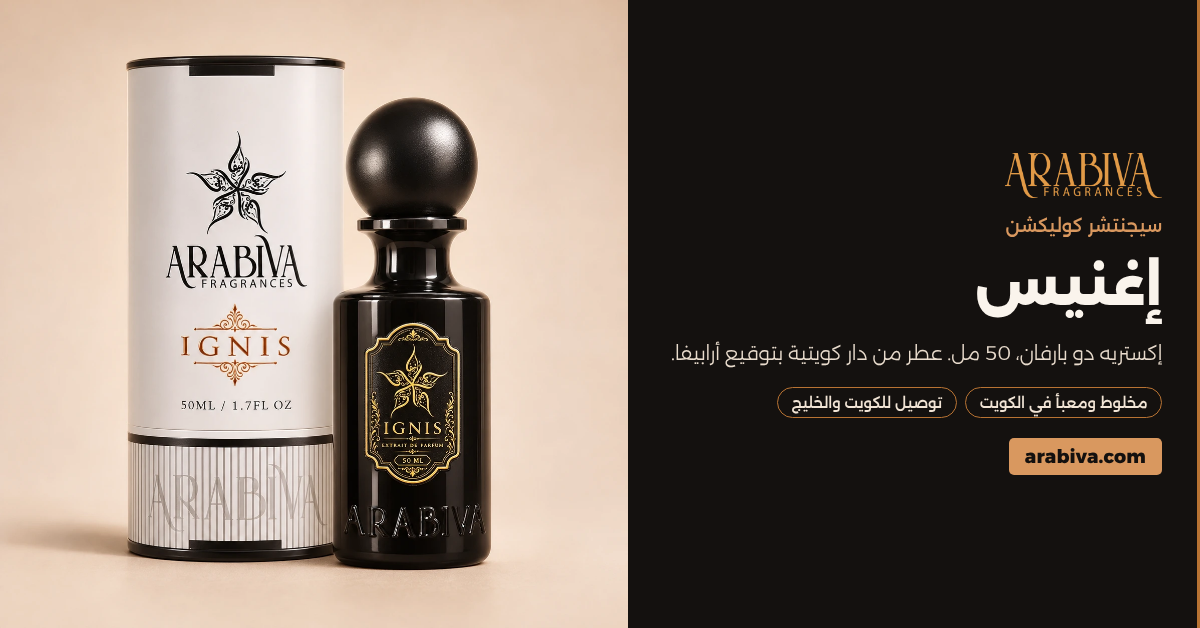 ARABIVA
FRAGRANCES
IGNIS
50ML / 1.7FL OZ
ARABIVA
IGNIS
EXTRAIT DE PARFUM
50 ML
ARABIVA
ARABIVA
FRAGRANCES
سيجنتشر كوليكشن
إغنيس
إكستريه دو بارفان، 50 مل. عطر من دار كويتية بتوقيع أرابيفا.
مخلوط ومعبأ في الكويت
توصيل للكويت والخليج
arabiva.com